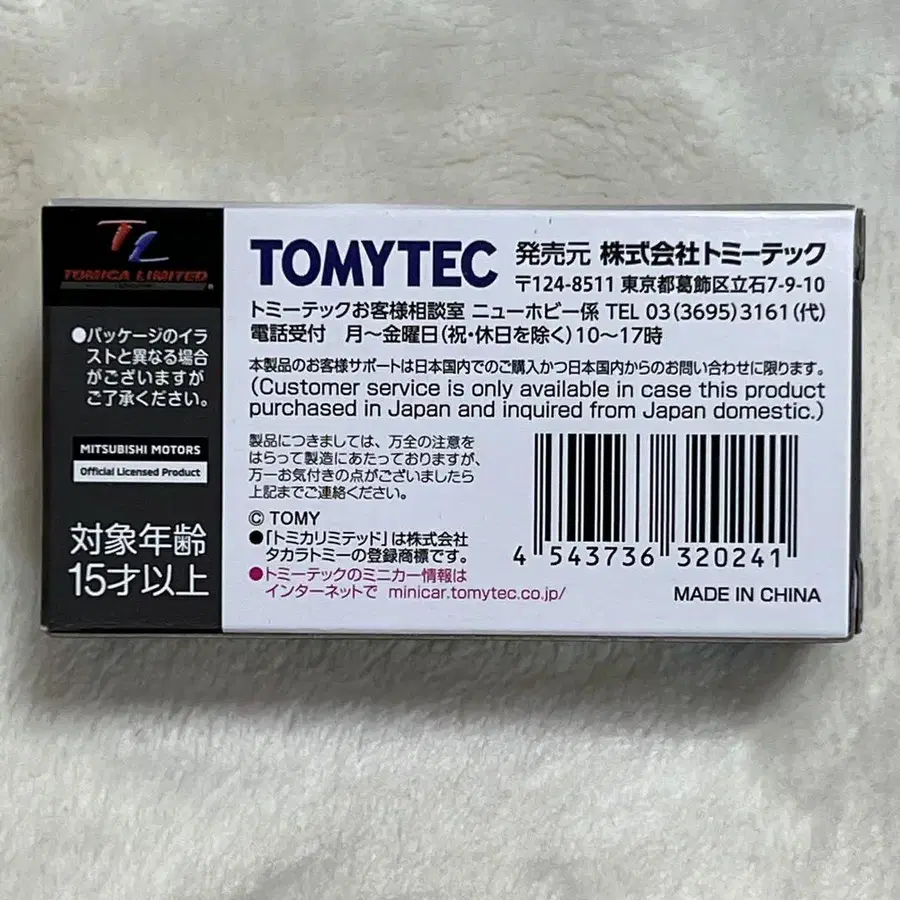 TL
TOMICA LIMITED
●パッケージのイラ
ストと異なる場合
がございますが
ご了承ください。
MITSUBISHI MOTORS
Official Licensed Product
対象年齢
15才以上
TOMYTEC 発売元 株式会社トミーテック
〒124-8511 東京都葛飾区立石7-9-10
トミーテックお客様相談室 ニューホビー係 TEL 03(3695)3161(代)
電話受付 月～金曜日(祝・休日を除く)10～17時
本製品のお客様サポートは日本国内でのご購入かつ日本国内からのお問い合わせに限ります。
(Customer service is only available in case this product
purchased in Japan and inquired from Japan domestic.)
製品につきましては、万全の注意を
はらって製造にあたっておりますが、
万一お気付きの点がございましたら
上記までご連絡ください。
© TOMY
●「トミカリミテッド」は株式会社
タカラトミーの登録商標です。
●トミーテックのミニカー情報は
インターネットで minicar.tomytec.co.jp/
4 543736 320241
MADE IN CHINA